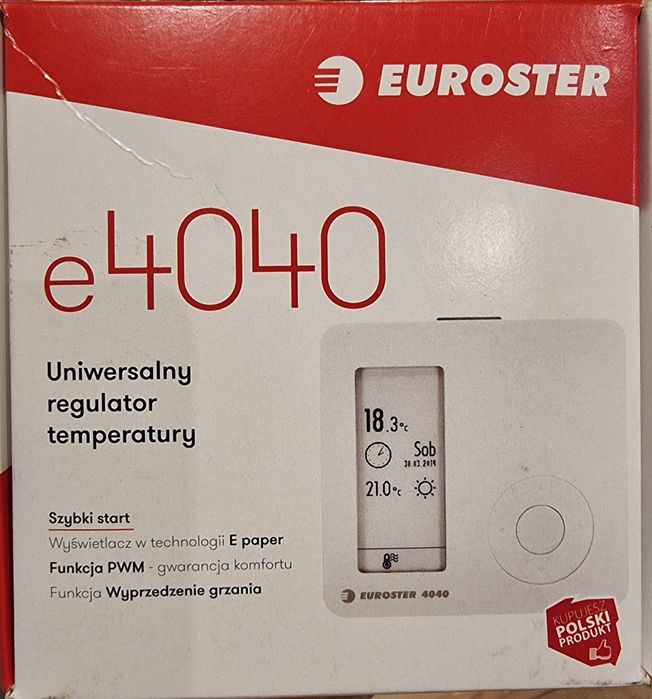 EUROSTER
e4040
Uniwersalny
regulator
temperatury
18.3°C
Sob
30.03.2019
21.0°C
Szybki start
Wyświetlacz w technologii E paper
Funkcja PWM - gwarancja komfortu
Funkcja Wyprzedzenie grzania
EUROSTER 4040
KUPUJESZ
POLSKI
PRODUKT